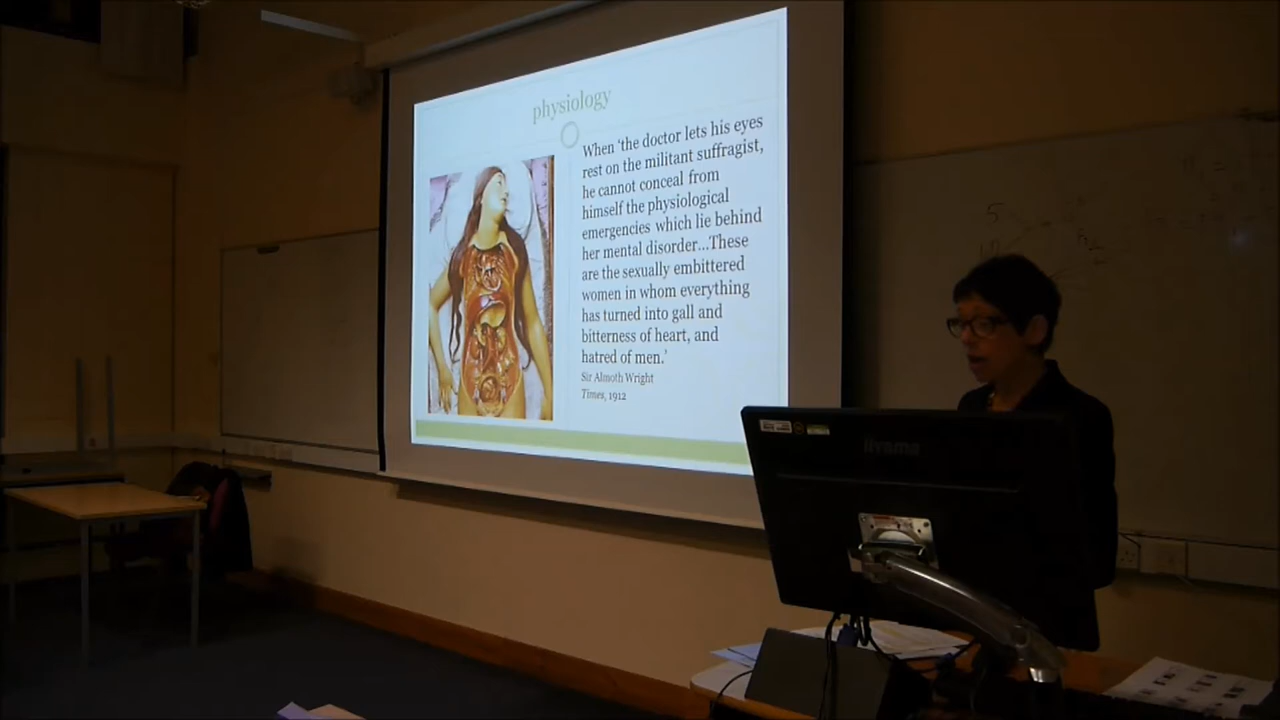 physiology
When ‘the doctor lets his eyes
rest on the militant suffragist,
he cannot conceal from
himself the physiological
emergencies which lie behind
her mental disorder…These
are the sexually embittered
women in whom everything
has turned into gall and
bitterness of heart, and
hatred of men.’
Sir Almoth Wright
Times, 1912
iiyama